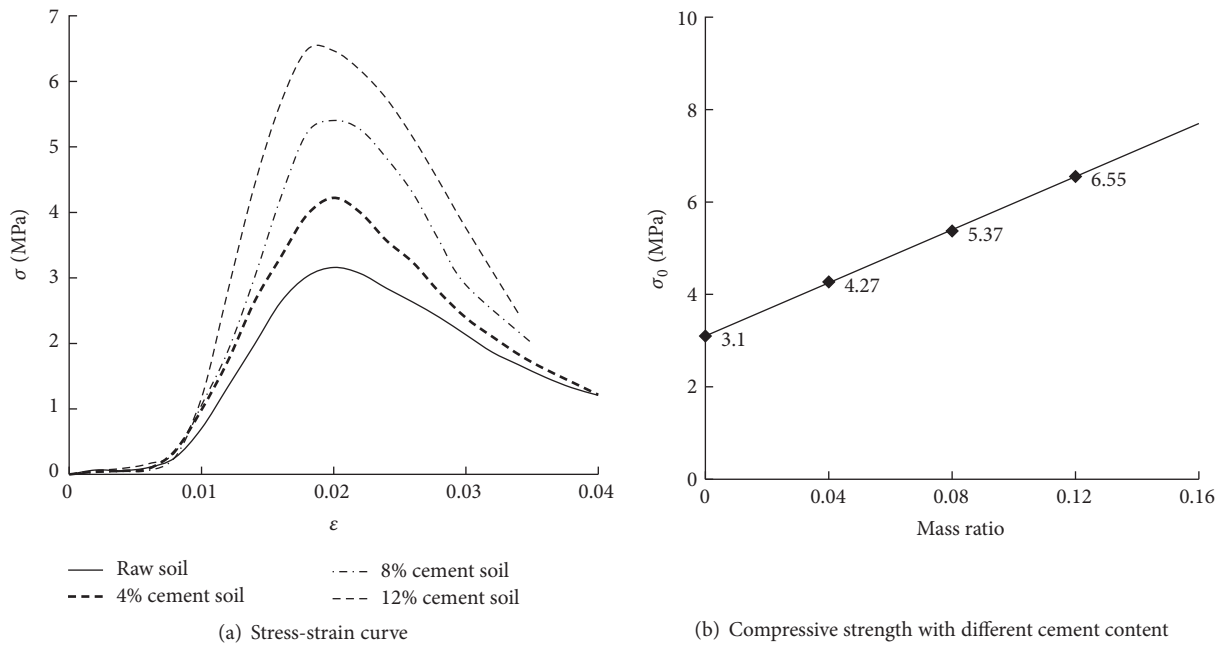 7
6
5
4
3
2
1
0
σ (MPa)
0 0.01 0.02 0.03 0.04
ε
Raw soil
4% cement soil
8% cement soil
12% cement soil
(a) Stress-strain curve
10
8
6
4
2
0
σ0 (MPa)
3.1
4.27
5.37
6.55
0 0.04 0.08 0.12 0.16
Mass ratio
(b) Compressive strength with different cement content